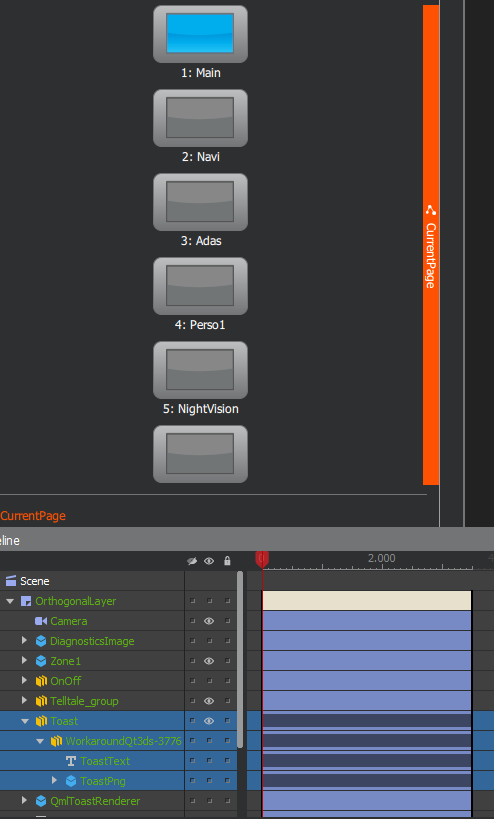 1: Main
2: Navi
3: Adas
4: Perso1
5: NightVision
CurrentPage
CurrentPage
eline
0
2.000
Scene
OrthogonalLayer
Camera
DiagnosticsImage
Zone1
OnOff
Telltale_group
Toast
WorkaroundQt3ds-3776
ToastText
ToastPng
QmlToastRenderer